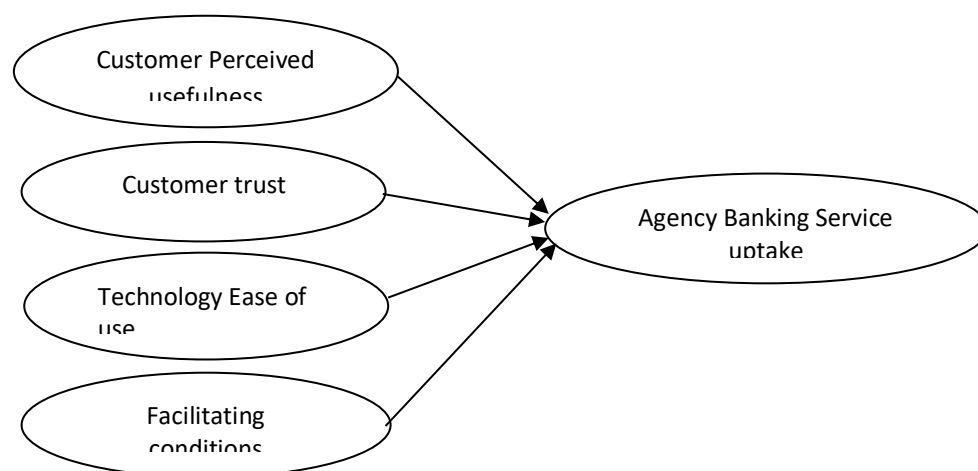 Customer Perceived
usefulness
Customer trust
Technology Ease of
use
Facilitating
conditions
Agency Banking Service
uptake